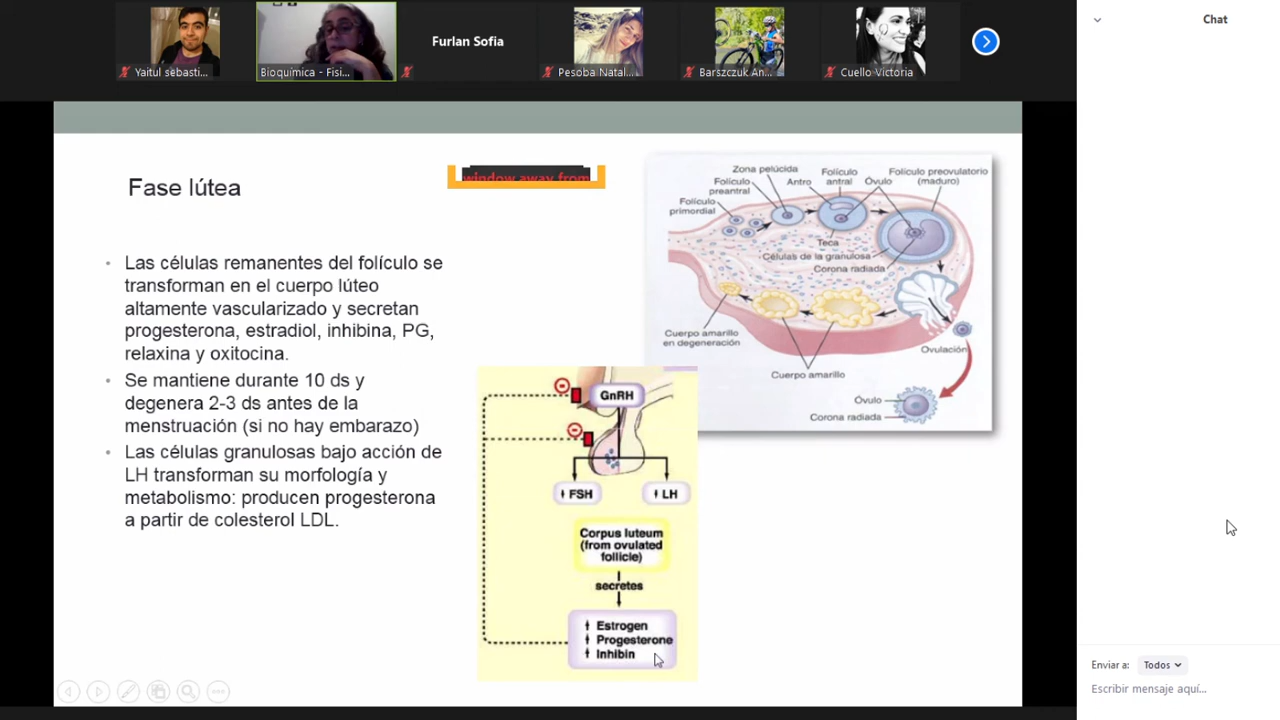 Chat
Furlan Sofia
Yaitul sebasti...
Bioquímica - Fisi...
Pesoba Natal...
Barszczuk An...
Cuello Victoria
Fase lútea
window away from
Las células remanentes del folículo se
transforman en el cuerpo lúteo
altamente vascularizado y secretan
progesterona, estradiol, inhibina, PG,
relaxina y oxitocina.
Se mantiene durante 10 ds y
degenera 2-3 ds antes de la
menstruación (si no hay embarazo)
Las células granulosas bajo acción de
LH transforman su morfología y
metabolismo: producen progesterona
a partir de colesterol LDL.
Zona pelúcida
Folículo
preantral
Folículo
primordial
Antro
Folículo
antral
Óvulo
Folículo preovulatorio
(maduro)
Teca
Células de la granulosa
Corona radiada
Cuerpo amarillo
en degeneración
Cuerpo amarillo
Ovulación
Óvulo
Corona radiada
GnRH
FSH
LH
Corpus luteum
(from ovulated
follicle)
secretes
Estrogen
Progesterone
Inhibin
Enviar a: Todos
Escribir mensaje aquí...